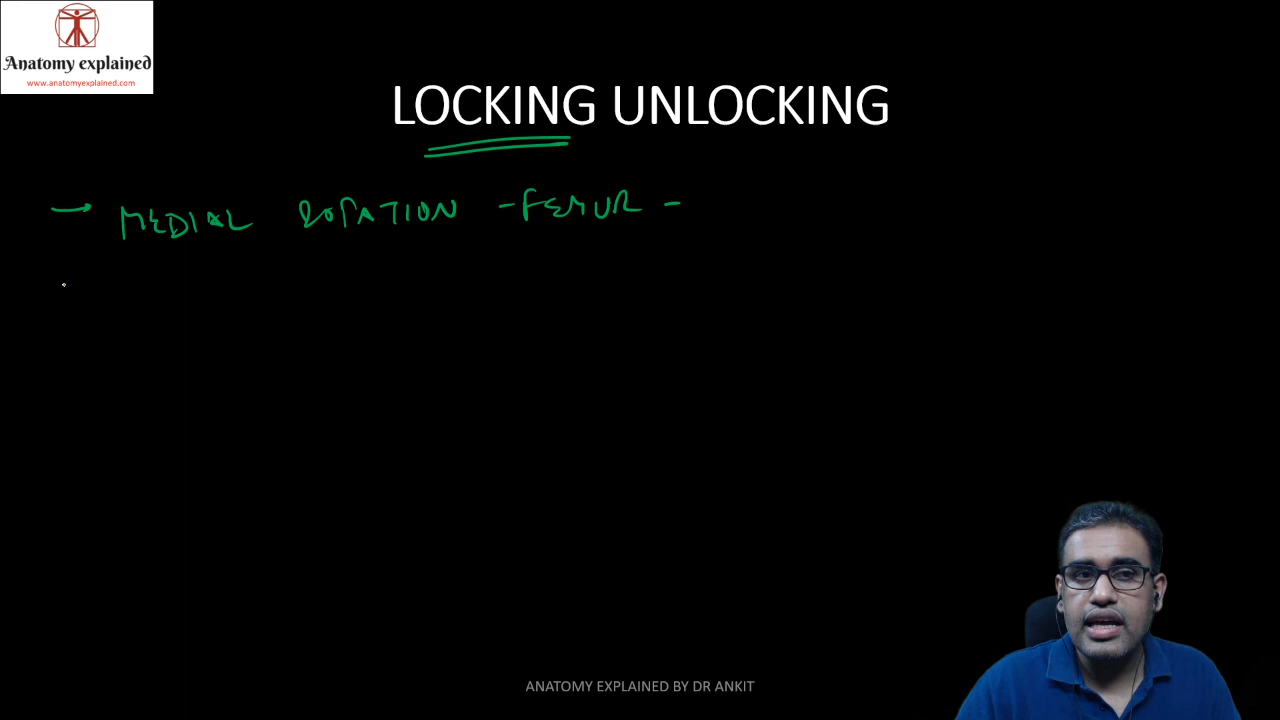 Anatomy explained
www.anatomyexplained.com
LOCKING UNLOCKING
→ MEDIAL ROTATION - FEMUR -
ANATOMY EXPLAINED BY DR ANKIT